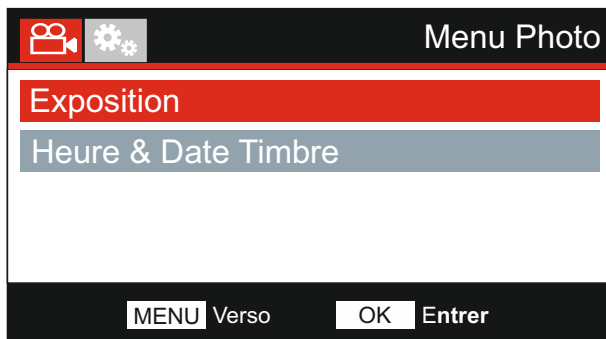 Menu Photo
Exposition
Heure & Date Timbre
MENU Verso OK Entrer